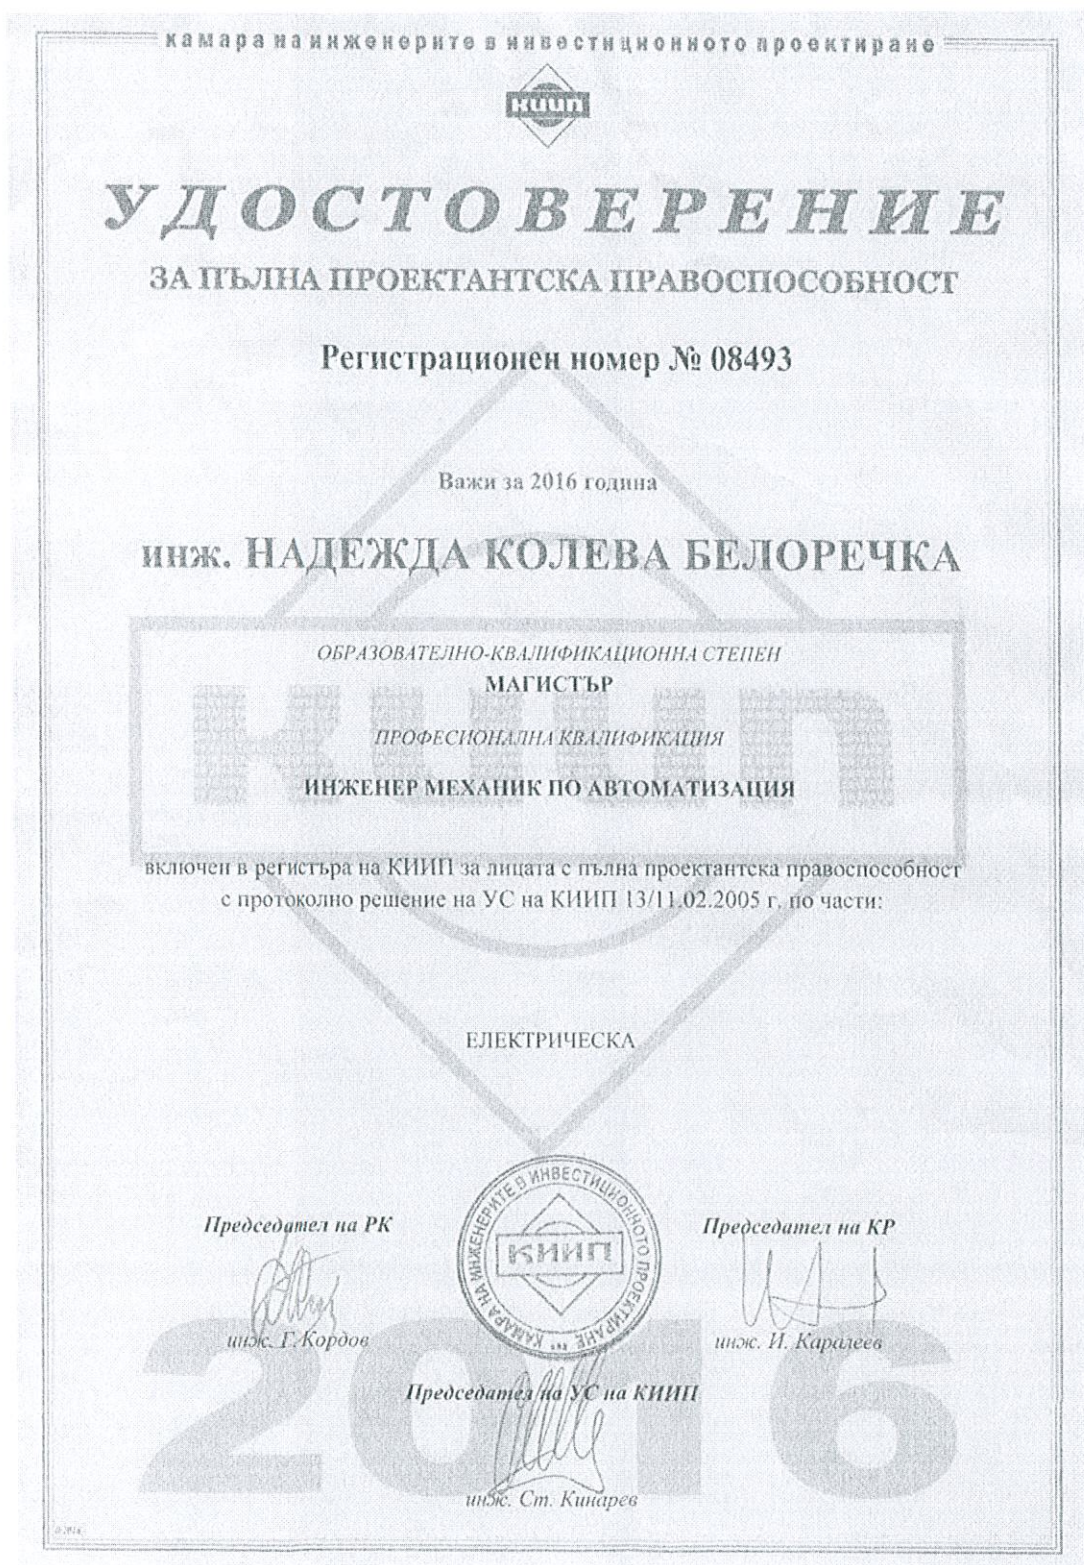 камара на инженерите в инвестиционното проектиране
КИИП
УДОСТОВЕРЕНИЕ
ЗА ПЪЛНА ПРОЕКТАНТСКА ПРАВОСПОСОБНОСТ
Регистрационен номер № 08493
Важи за 2016 година
инж. НАДЕЖДА КОЛЕВА БЕЛОРЕЧКА
ОБРАЗОВАТЕЛНО-КВАЛИФИКАЦИОННА СТЕПЕН
МАГИСТЪР
КИИП
ПРОФЕСИОНАЛНА КВАЛИФИКАЦИЯ
ИНЖЕНЕР МЕХАНИК ПО АВТОМАТИЗАЦИЯ
включен в регистъра на КИИП за лицата с пълна проектантска правоспособност
с протоколно решение на УС на КИИП 13/11.02.2005 г. по части:
ЕЛЕКТРИЧЕСКА
Председател на РК
КАМАРА НА ИНЖЕНЕРИТЕ В ИНВЕСТИЦИОННОТО ПРОЕКТИРАНЕ
КИИП
Председател на КР
инж. Г. Кордов
инж. И. Каралеев
2016
Председател на УС на КИИП
инж. Ст. Кинарев